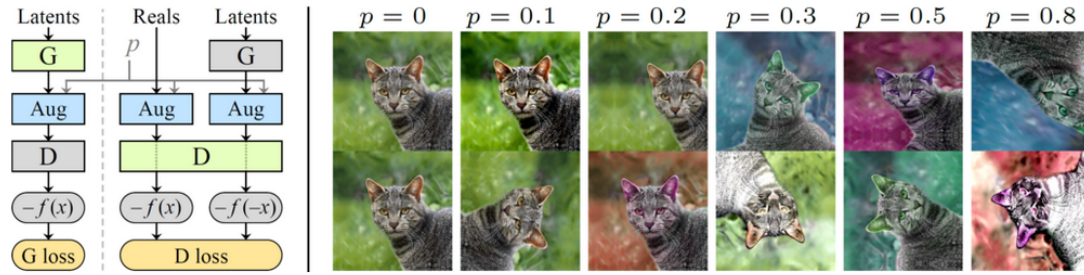 Latents Reals Latents
G G
p
Aug Aug Aug
D D
−f(x) −f(x) −f(−x)
G loss D loss
p = 0 p = 0.1 p = 0.2 p = 0.3 p = 0.5 p = 0.8